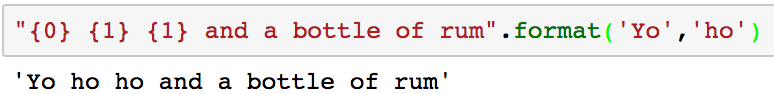 "{0} {1} {1} and a bottle of rum".format('Yo','ho')
'Yo ho ho and a bottle of rum'